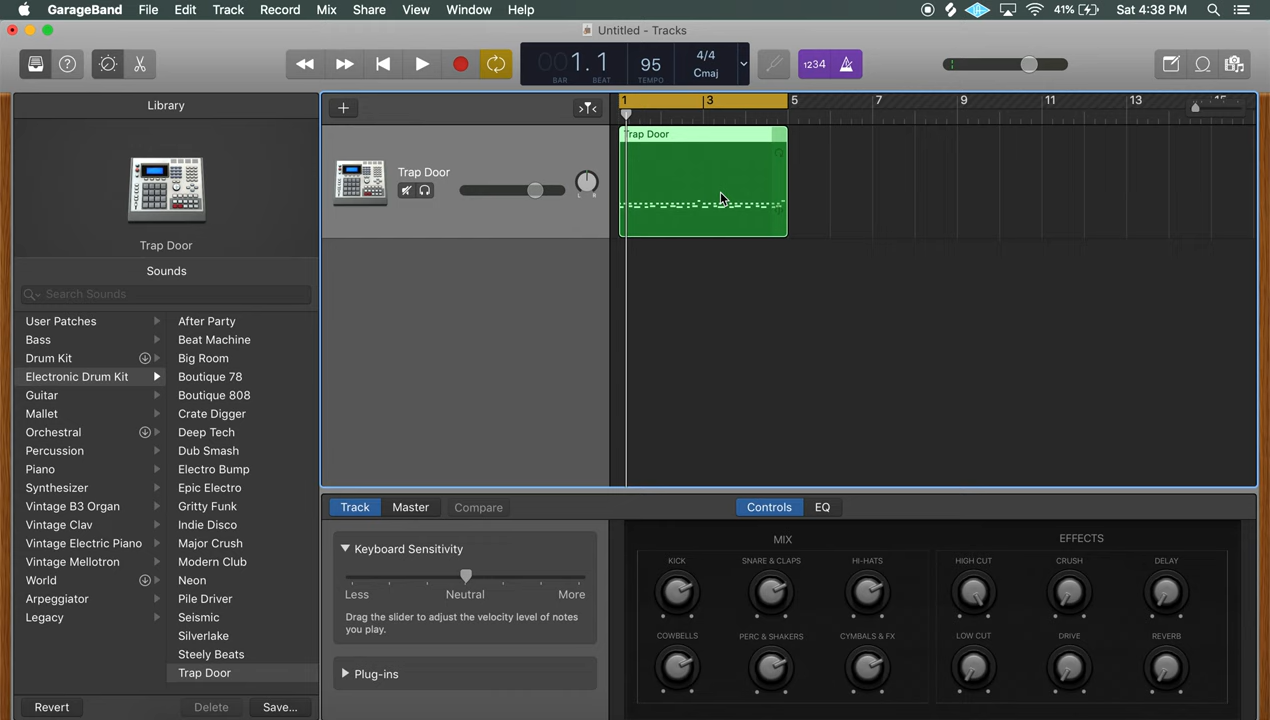 GarageBand File Edit Track Record Mix Share View Window Help 41% Sat 4:38 PM
Untitled - Tracks
001.1 95 4/4 1234
BAR BEAT TEMPO Cmaj
Library
1 3 5 7 9 11 13 15
Trap Door
Trap Door
L R
Trap Door
Sounds
Search Sounds
User Patches After Party
Bass Beat Machine
Drum Kit Big Room
Electronic Drum Kit Boutique 78
Guitar Boutique 808
Mallet Crate Digger
Orchestral Deep Tech
Percussion Dub Smash
Piano Electro Bump
Synthesizer Epic Electro
Vintage B3 Organ Gritty Funk
Vintage Clav Indie Disco
Vintage Electric Piano Major Crush
Vintage Mellotron Modern Club
World Neon
Arpeggiator Pile Driver
Legacy Seismic
Silverlake
Steely Beats
Trap Door
Revert Delete Save...
Track Master Compare Controls EQ
Keyboard Sensitivity
Less Neutral More
Drag the slider to adjust the velocity level of notes
you play.
Plug-ins
MIX EFFECTS
KICK SNARE & CLAPS HI-HATS HIGH CUT CRUSH DELAY
COWBELLS PERC & SHAKERS CYMBALS & FX LOW CUT DRIVE REVERB